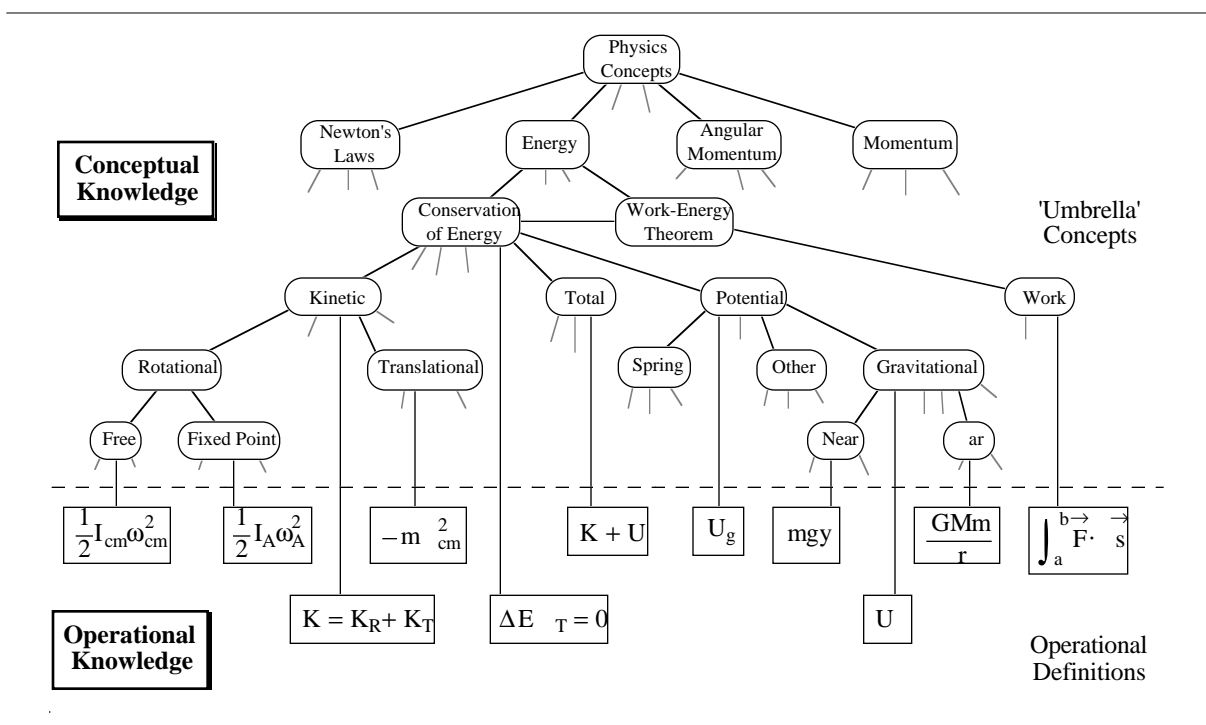 Physics
Concepts
Newton's
Laws
Energy
Angular
Momentum
Momentum
Conceptual
Knowledge
Conservation
of Energy
Work-Energy
Theorem
'Umbrella'
Concepts
Kinetic
Total
Potential
Work
Rotational
Translational
Spring
Other
Gravitational
Free
Fixed Point
Near
ar
1/2 I_cm ω_cm^2
1/2 I_A ω_A^2
– m _cm^2
K + U
U_g
mgy
GMm
r
∫_a^b F⃗ · s⃗
K = K_R + K_T
ΔE _T = 0
U
Operational
Knowledge
Operational
Definitions